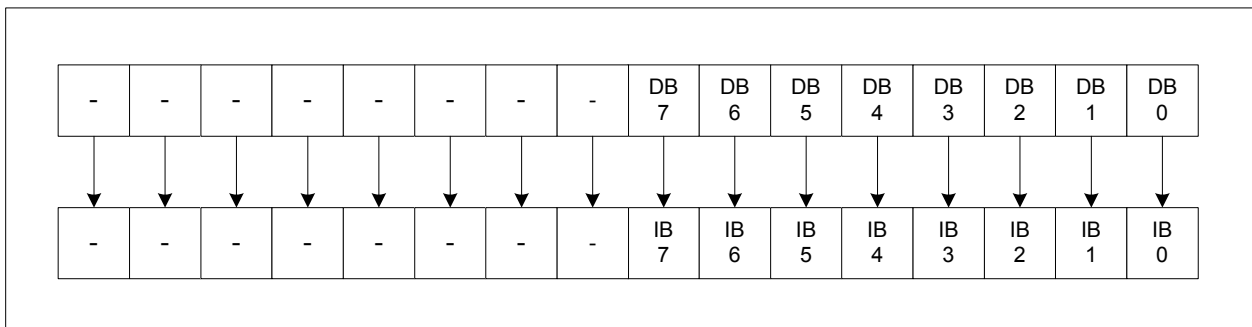 - - - - - - - - DB 7 DB 6 DB 5 DB 4 DB 3 DB 2 DB 1 DB 0
- - - - - - - - IB 7 IB 6 IB 5 IB 4 IB 3 IB 2 IB 1 IB 0